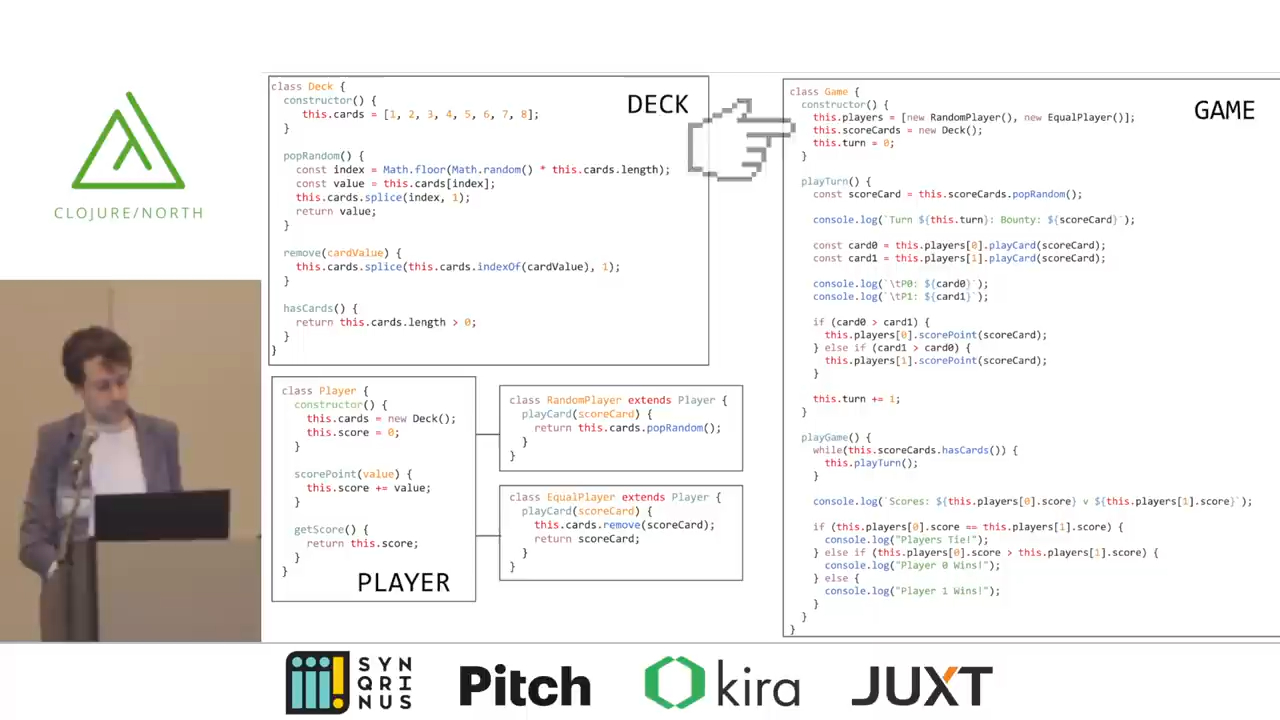 CLOJURE/NORTH
DECK
class Deck {
constructor() {
this.cards = [1, 2, 3, 4, 5, 6, 7, 8];
}
popRandom() {
const index = Math.floor(Math.random() * this.cards.length);
const value = this.cards[index];
this.cards.splice(index, 1);
return value;
}
remove(cardValue) {
this.cards.splice(this.cards.indexOf(cardValue), 1);
}
hasCards() {
return this.cards.length > 0;
}
}
class Player {
constructor() {
this.cards = new Deck();
this.score = 0;
}
scorePoint(value) {
this.score += value;
}
getScore() {
return this.score;
}
}
PLAYER
class RandomPlayer extends Player {
playCard(scoreCard) {
return this.cards.popRandom();
}
}
class EqualPlayer extends Player {
playCard(scoreCard) {
this.cards.remove(scoreCard);
return scoreCard;
}
}
GAME
class Game {
constructor() {
this.players = [new RandomPlayer(), new EqualPlayer()];
this.scoreCards = new Deck();
this.turn = 0;
}
playTurn() {
const scoreCard = this.scoreCards.popRandom();
console.log(`Turn ${this.turn}: Bounty: ${scoreCard}`);
const card0 = this.players[0].playCard(scoreCard);
const card1 = this.players[1].playCard(scoreCard);
console.log(`\tP0: ${card0}`);
console.log(`\tP1: ${card1}`);
if (card0 > card1) {
this.players[0].scorePoint(scoreCard);
} else if (card1 > card0) {
this.players[1].scorePoint(scoreCard);
}
this.turn += 1;
}
playGame() {
while(this.scoreCards.hasCards()) {
this.playTurn();
}
console.log(`Scores: ${this.players[0].score} v ${this.players[1].score}`);
if (this.players[0].score == this.players[1].score) {
console.log("Players Tie!");
} else if (this.players[0].score > this.players[1].score) {
console.log("Player 0 Wins!");
} else {
console.log("Player 1 Wins!");
}
}
}
SYN
QRI
NUS
Pitch
kira
JUXT